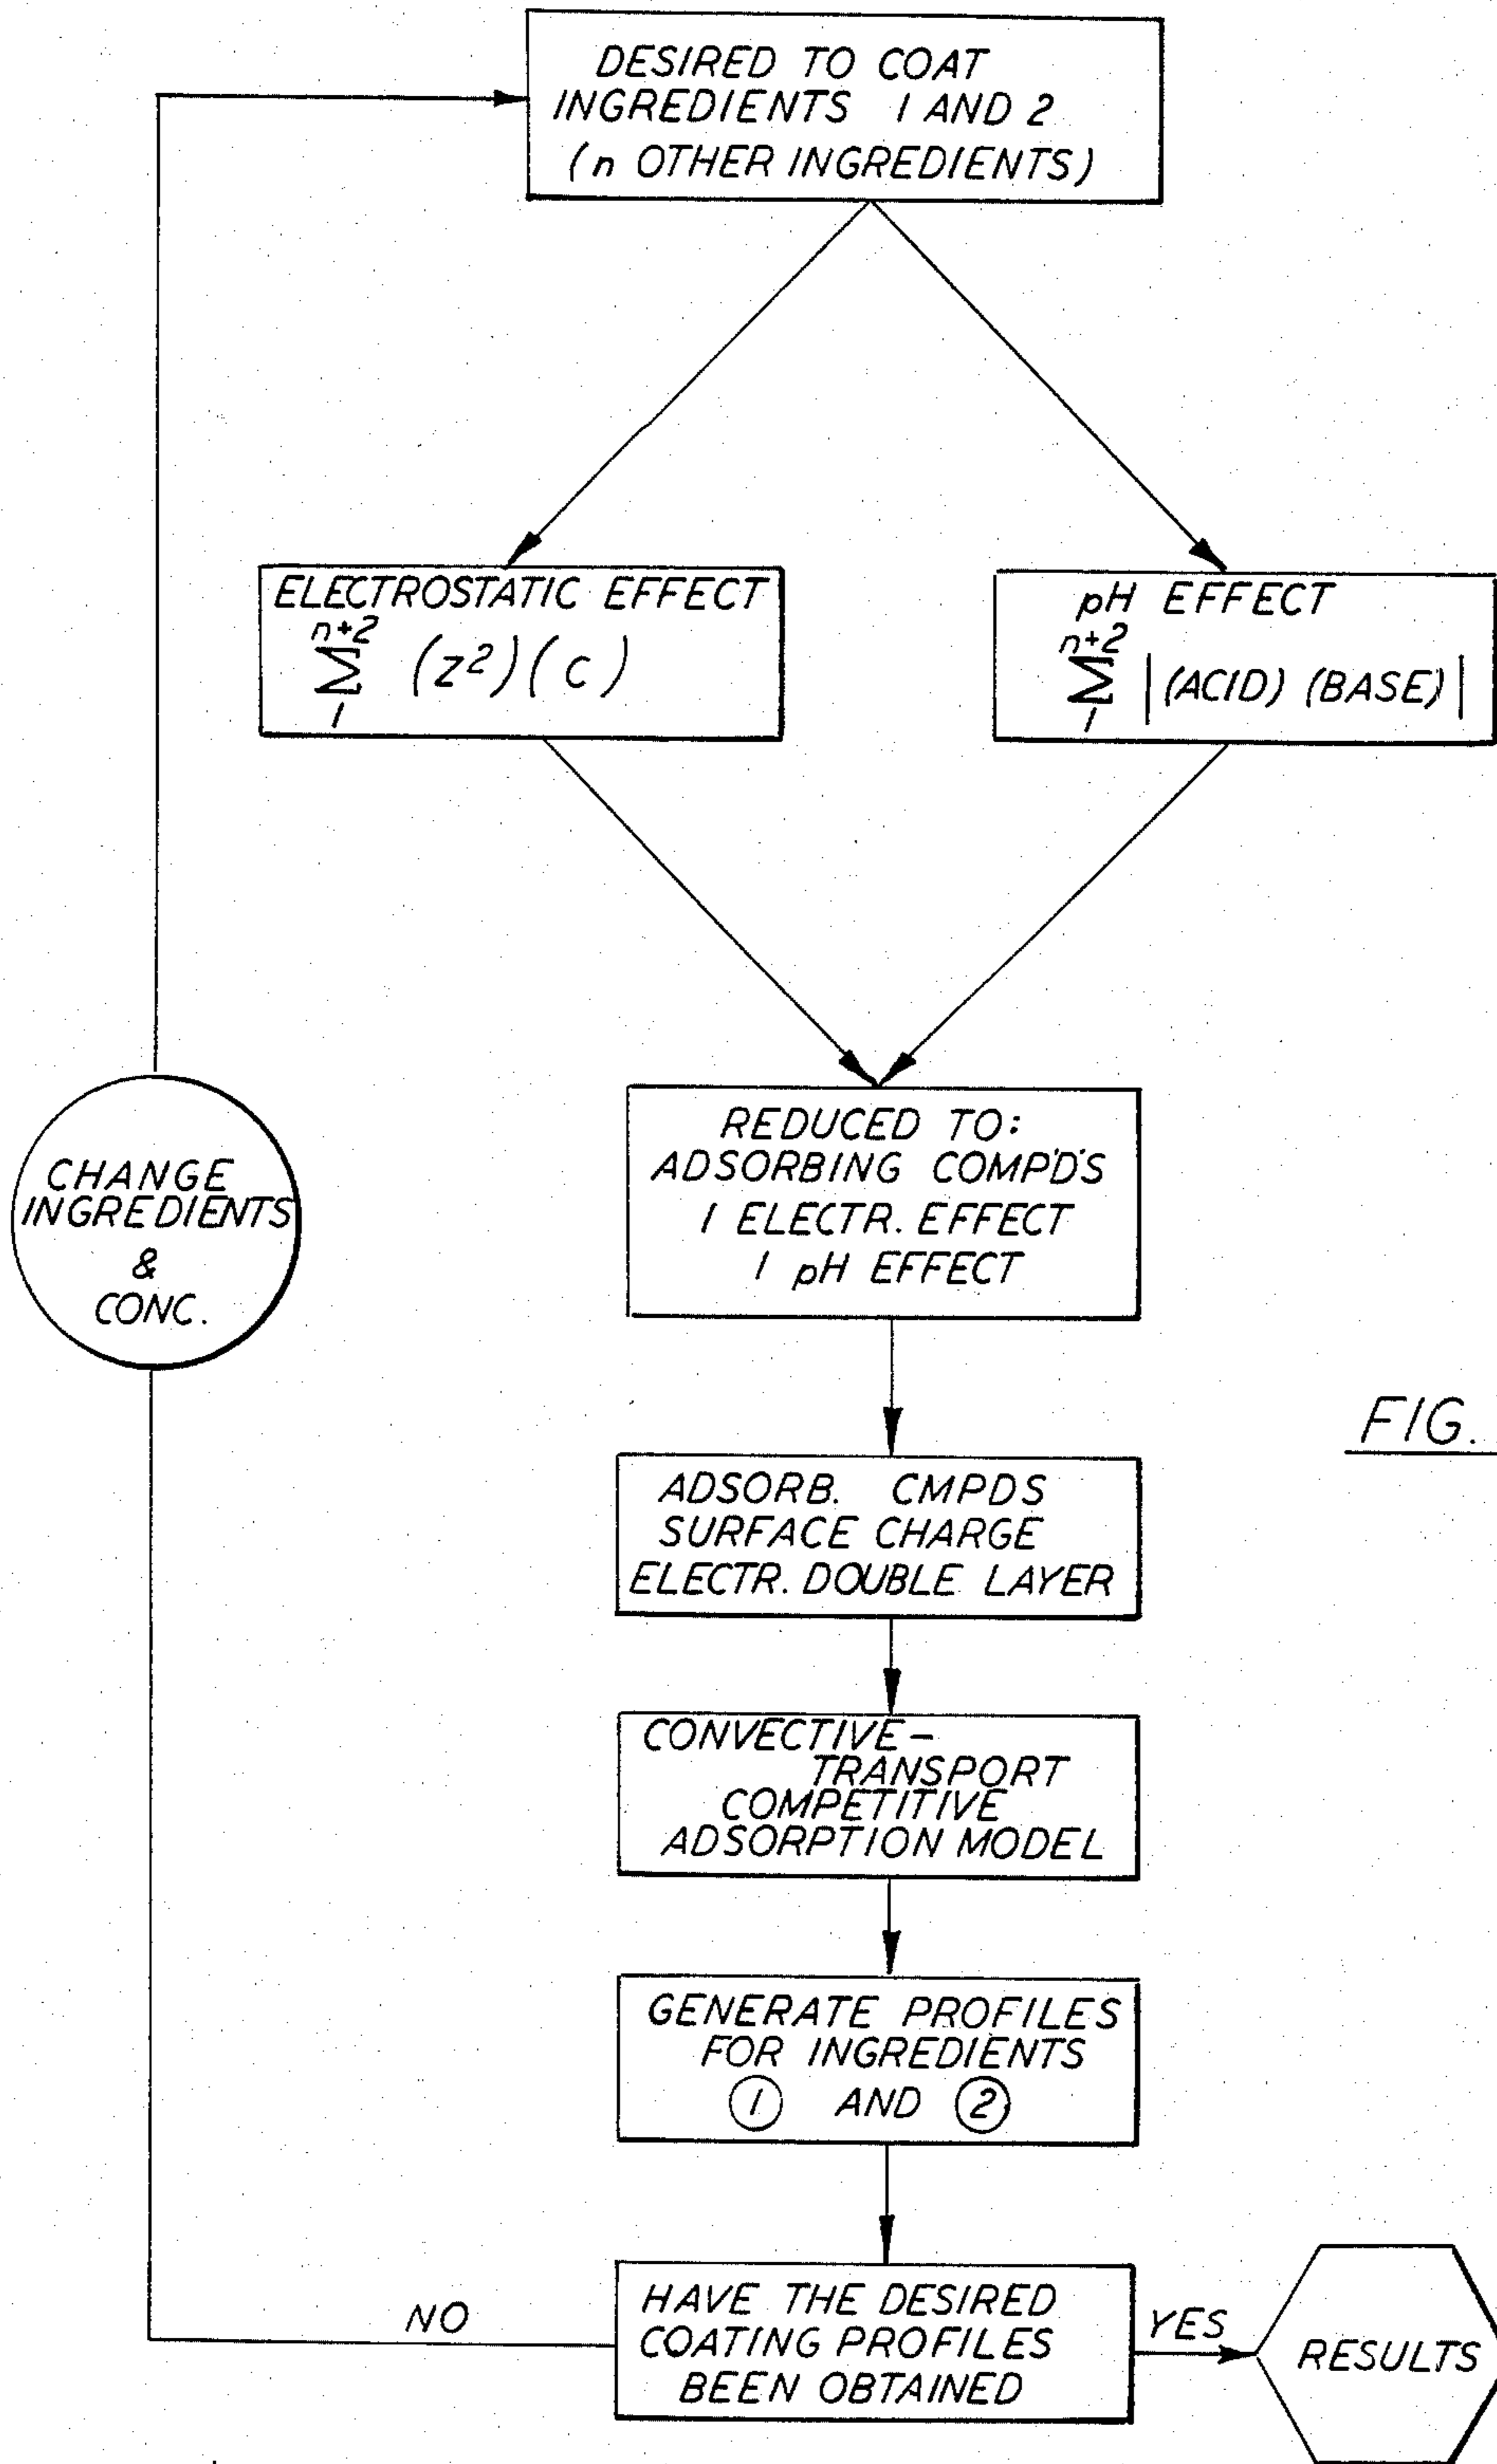 DESIRED TO COAT
INGREDIENTS 1 AND 2
(n OTHER INGREDIENTS)
ELECTROSTATIC EFFECT
n+2
Σ (z²)(c)
1
pH EFFECT
n+2
Σ |(ACID) (BASE)|
1
CHANGE
INGREDIENTS
&
CONC.
REDUCED TO:
ADSORBING COMP'D'S
1 ELECTR. EFFECT
1 pH EFFECT
FIG.
ADSORB. CMPDS
SURFACE CHARGE
ELECTR. DOUBLE LAYER
CONVECTIVE-
TRANSPORT
COMPETITIVE
ADSORPTION MODEL
GENERATE PROFILES
FOR INGREDIENTS
① AND ②
HAVE THE DESIRED
COATING PROFILES
BEEN OBTAINED
NO
YES
RESULTS